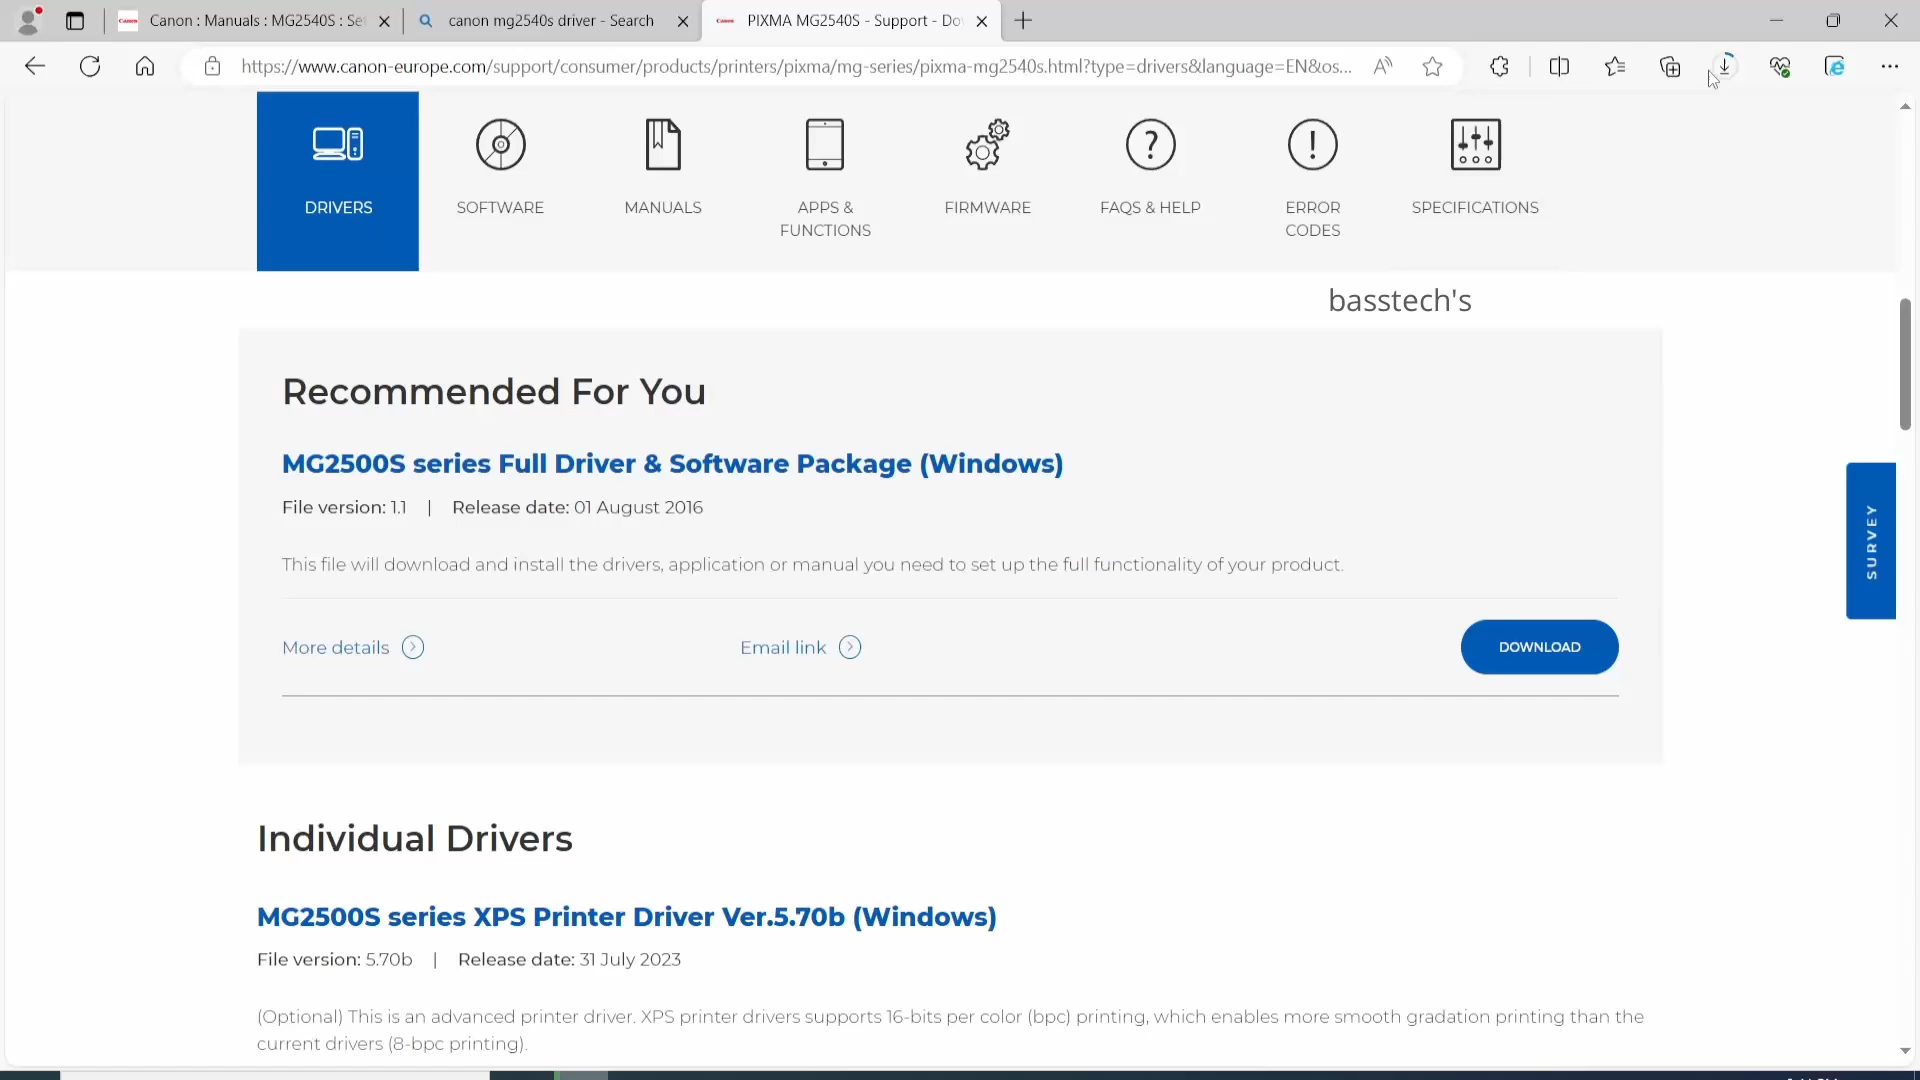 Canon : Manuals : MG2540S : Se
canon mg2540s driver - Search
PIXMA MG2540S - Support - Do
https://www.canon-europe.com/support/consumer/products/printers/pixma/mg-series/pixma-mg2540s.html?type=drivers&language=EN&os...
DRIVERS
SOFTWARE
MANUALS
APPS &
FUNCTIONS
FIRMWARE
FAQS & HELP
ERROR
CODES
SPECIFICATIONS
basstech's
Recommended For You
MG2500S series Full Driver & Software Package (Windows)
File version: 1.1 | Release date: 01 August 2016
This file will download and install the drivers, application or manual you need to set up the full functionality of your product.
More details
Email link
DOWNLOAD
SURVEY
Individual Drivers
MG2500S series XPS Printer Driver Ver.5.70b (Windows)
File version: 5.70b | Release date: 31 July 2023
(Optional) This is an advanced printer driver. XPS printer drivers supports 16-bits per color (bpc) printing, which enables more smooth gradation printing than the
current drivers (8-bpc printing).